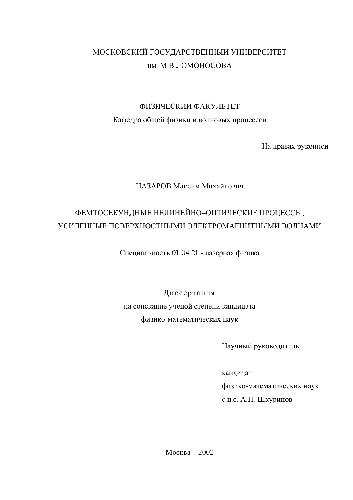 МОСКОВСКИЙ ГОСУДАРСТВЕННЫЙ УНИВЕРСИТЕТ
им. М.В. ЛОМОНОСОВА
ФИЗИЧЕСКИЙ ФАКУЛЬТЕТ
Кафедра общей физики и волновых процессов
На правах рукописи
НАЗАРОВ Максим Михайлович
ФЕМТОСЕКУНДНЫЕ НЕЛИНЕЙНО–ОПТИЧЕСКИЕ ПРОЦЕССЫ,
УСИЛЕННЫЕ ПОВЕРХНОСТНЫМИ ЭЛЕКТРОМАГНИТНЫМИ ВОЛНАМИ
Специальность 01.04.21 - лазерная физика
Диссертация
на соискание ученой степени кандидата
физико-математических наук
Научный руководитель
кандидат
физико-математических наук
с.н.с. А.П. Шкуринов
Москва – 2002